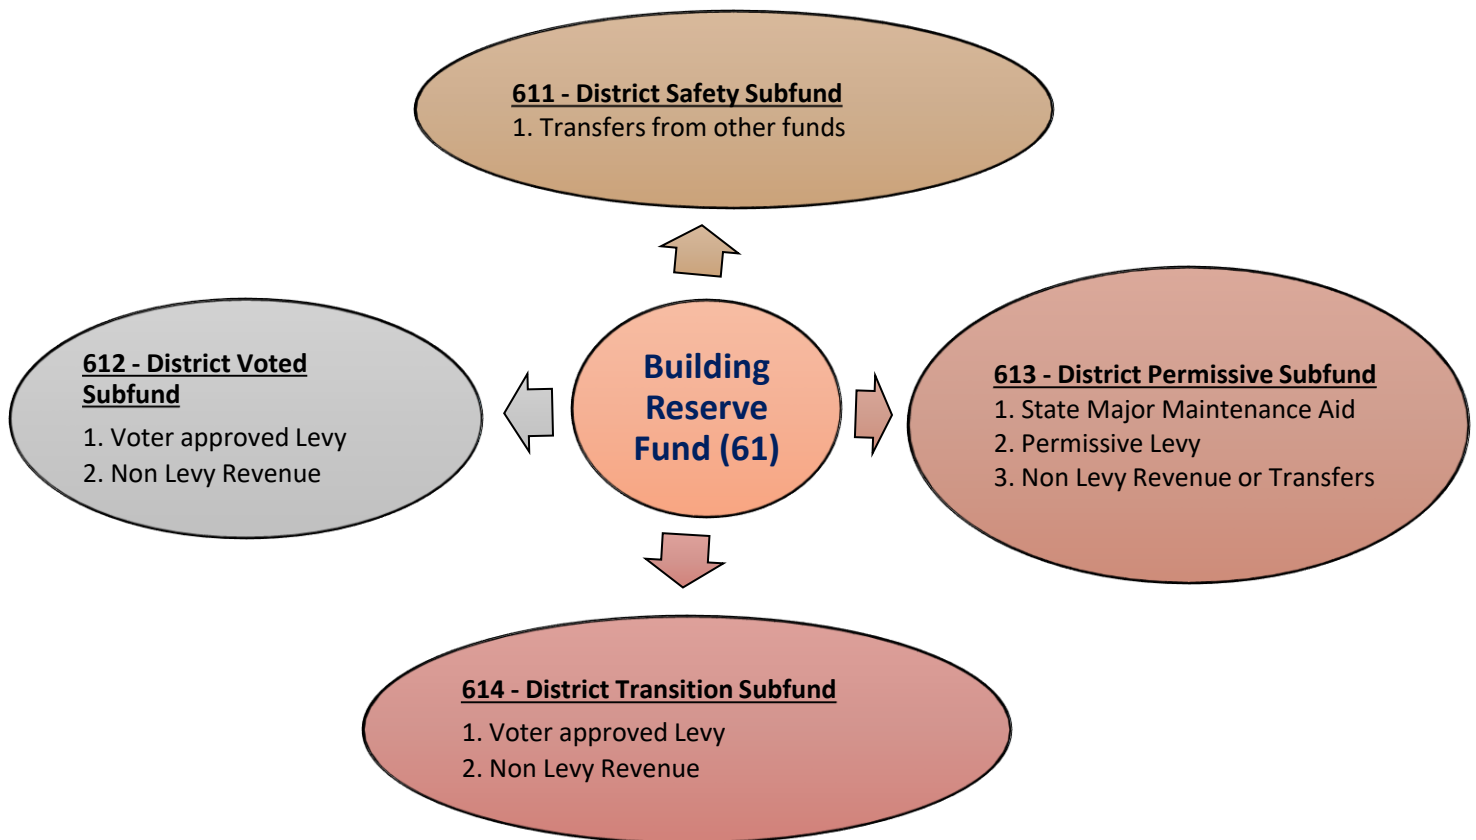 611 - District Safety Subfund
1. Transfers from other funds
612 - District Voted
Subfund
1. Voter approved Levy
2. Non Levy Revenue
Building
Reserve
Fund (61)
613 - District Permissive Subfund
1. State Major Maintenance Aid
2. Permissive Levy
3. Non Levy Revenue or Transfers
614 - District Transition Subfund
1. Voter approved Levy
2. Non Levy Revenue